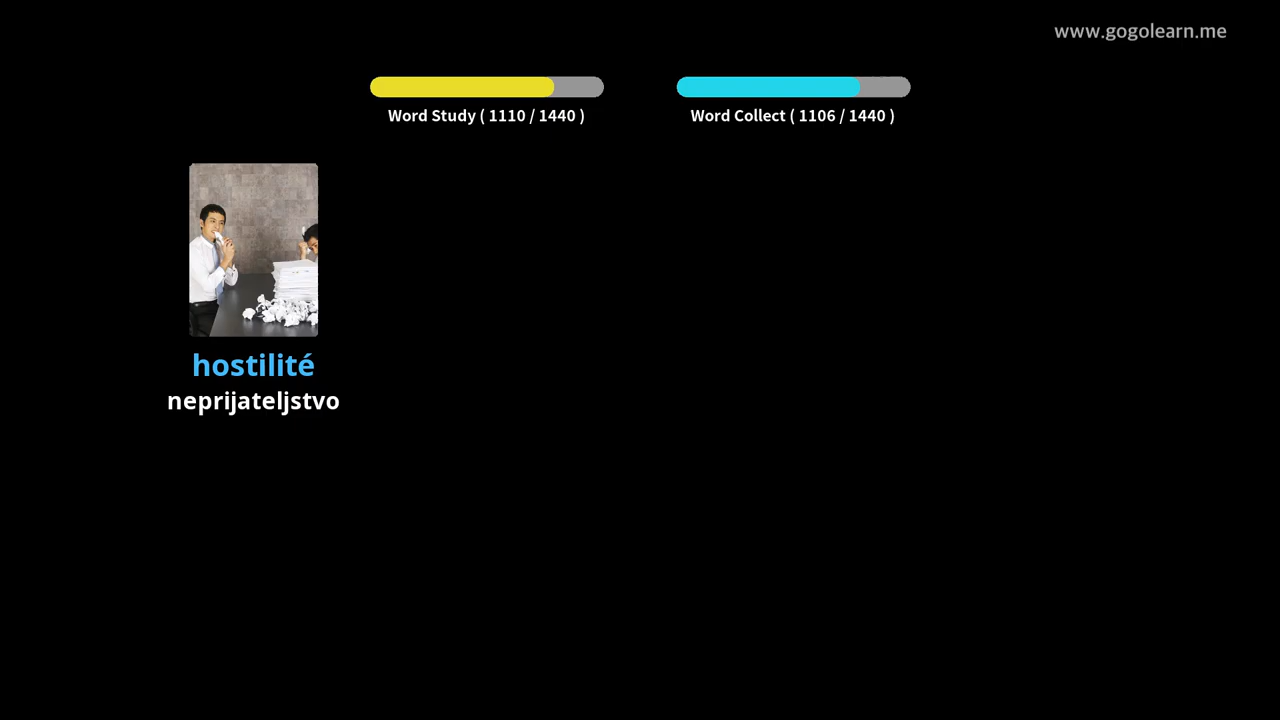 www.gogolearn.me
Word Study ( 1110 / 1440 )
Word Collect ( 1106 / 1440 )
hostilité
neprijateljstvo